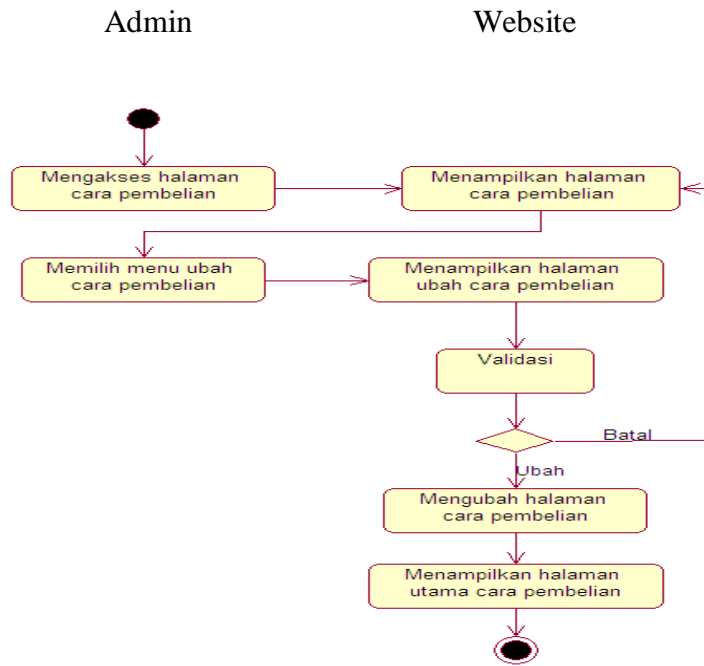 Admin
Website
Mengakses halaman
cara pembelian
Menampilkan halaman
cara pembelian
Memilih menu ubah
cara pembelian
Menampilkan halaman
ubah cara pembelian
Validasi
Batal
Ubah
Mengubah halaman
cara pembelian
Menampilkan halaman
utama cara pembelian